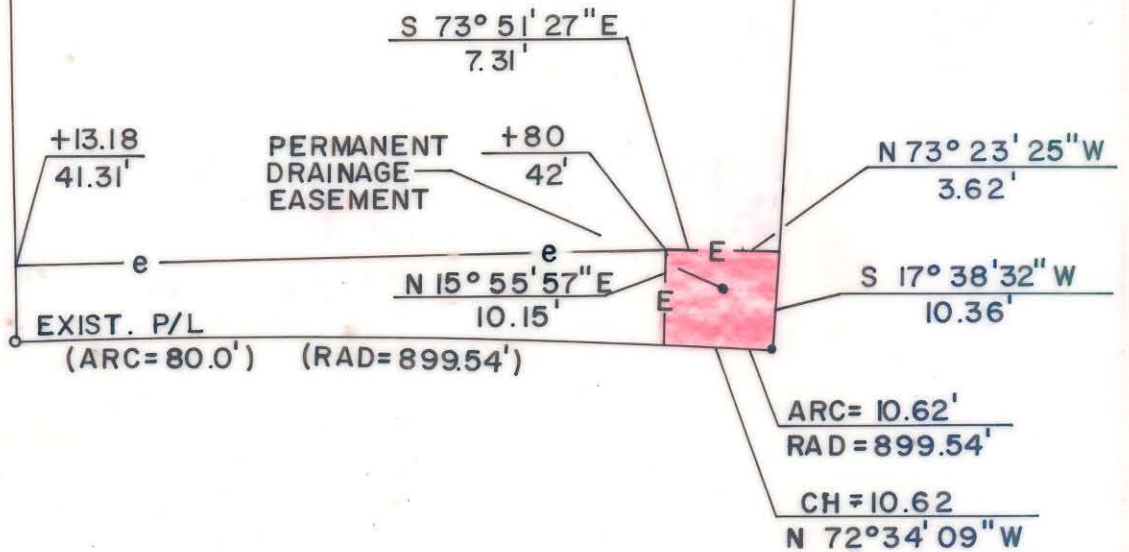 S 73° 51' 27" E
7.31'
+13.18
41.31'
PERMANENT
DRAINAGE
EASEMENT
+80
42'
N 73° 23' 25" W
3.62'
e
e
E
N 15° 55' 57" E
10.15'
E
S 17° 38' 32" W
10.36'
EXIST. P/L
(ARC = 80.0') (RAD = 899.54')
ARC = 10.62'
RAD = 899.54'
CH = 10.62
N 72° 34' 09" W